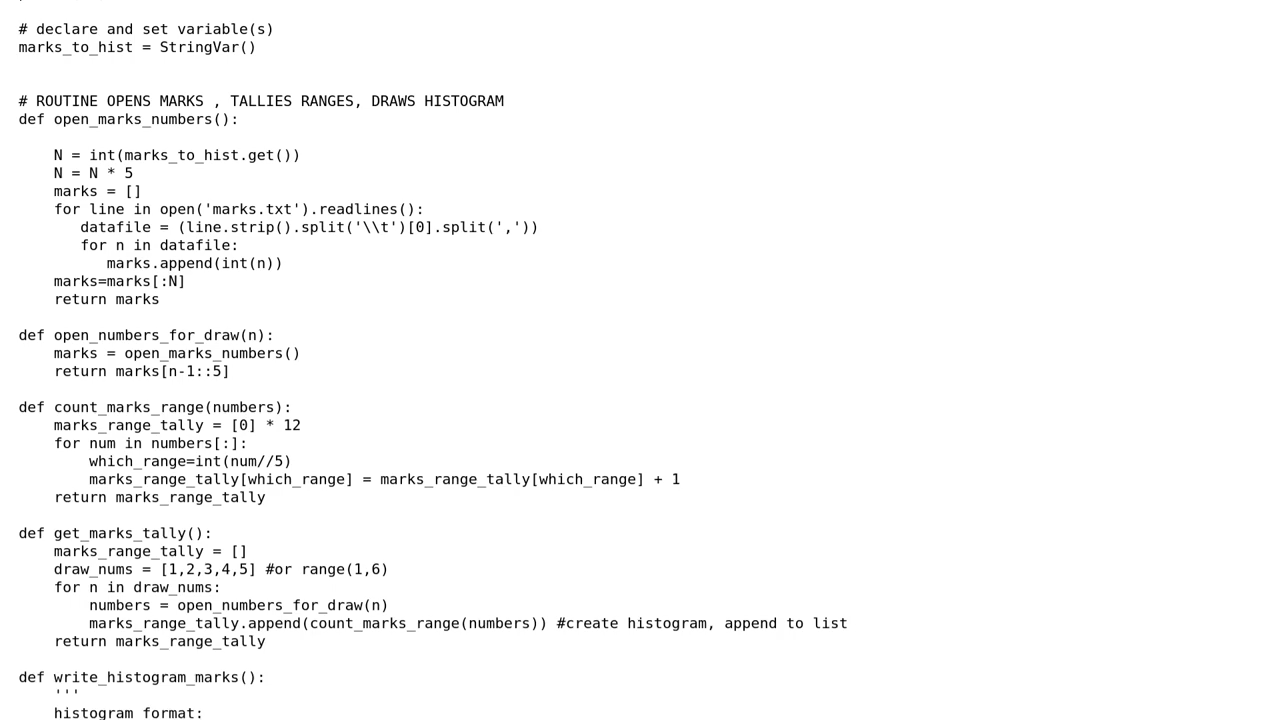 # declare and set variable(s)
marks_to_hist = StringVar()
# ROUTINE OPENS MARKS , TALLIES RANGES, DRAWS HISTOGRAM
def open_marks_numbers():
    N = int(marks_to_hist.get())
    N = N * 5
    marks = []
    for line in open('marks.txt').readlines():
       datafile = (line.strip().split('\\t')[0].split(','))
       for n in datafile:
          marks.append(int(n))
    marks=marks[:N]
    return marks
def open_numbers_for_draw(n):
    marks = open_marks_numbers()
    return marks[n-1::5]
def count_marks_range(numbers):
    marks_range_tally = [0] * 12
    for num in numbers[:]:
        which_range=int(num//5)
        marks_range_tally[which_range] = marks_range_tally[which_range] + 1
    return marks_range_tally
def get_marks_tally():
    marks_range_tally = []
    draw_nums = [1,2,3,4,5] #or range(1,6)
    for n in draw_nums:
        numbers = open_numbers_for_draw(n)
        marks_range_tally.append(count_marks_range(numbers)) #create histogram, append to list
    return marks_range_tally
def write_histogram_marks():
    '''
    histogram format: